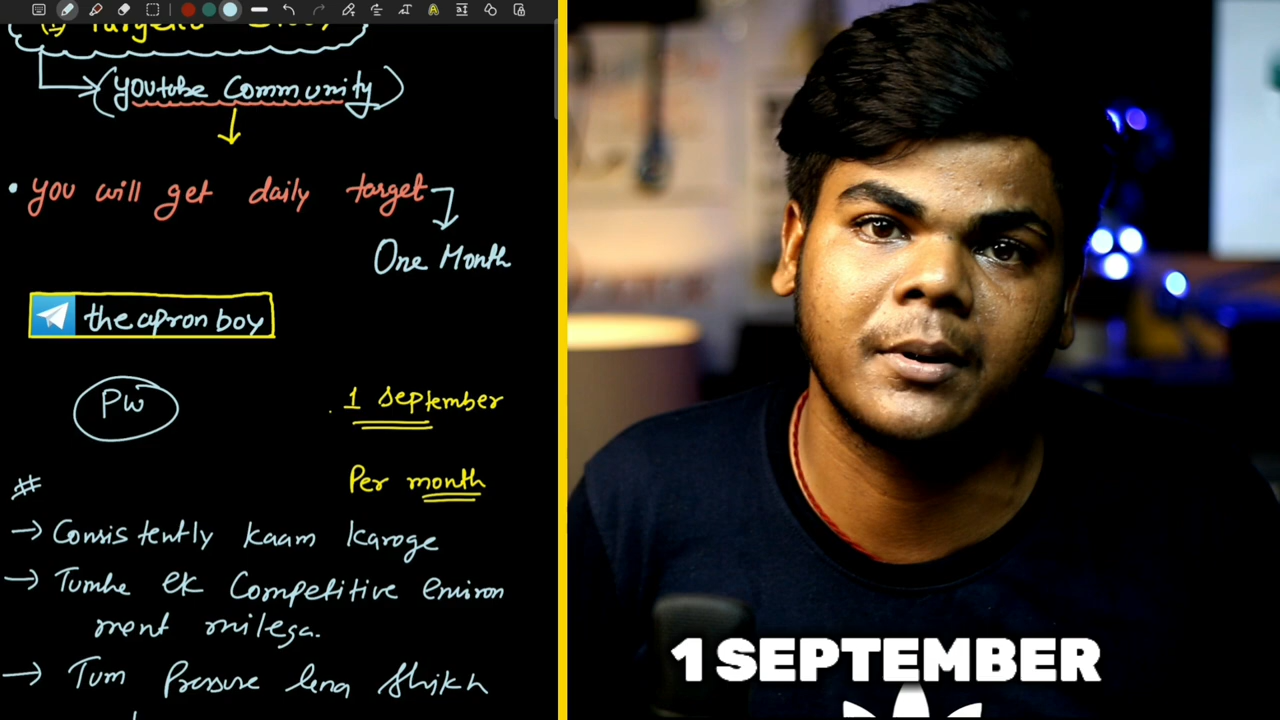 (Youtube Community)
• You will get daily target
One Month
the apron boy
PW
1 September
Per month
#
→ Consistently kaam karoge
→ Tumhe ek Competitive environ
ment milega.
→ Tum Pressure lena Shikh
1 SEPTEMBER